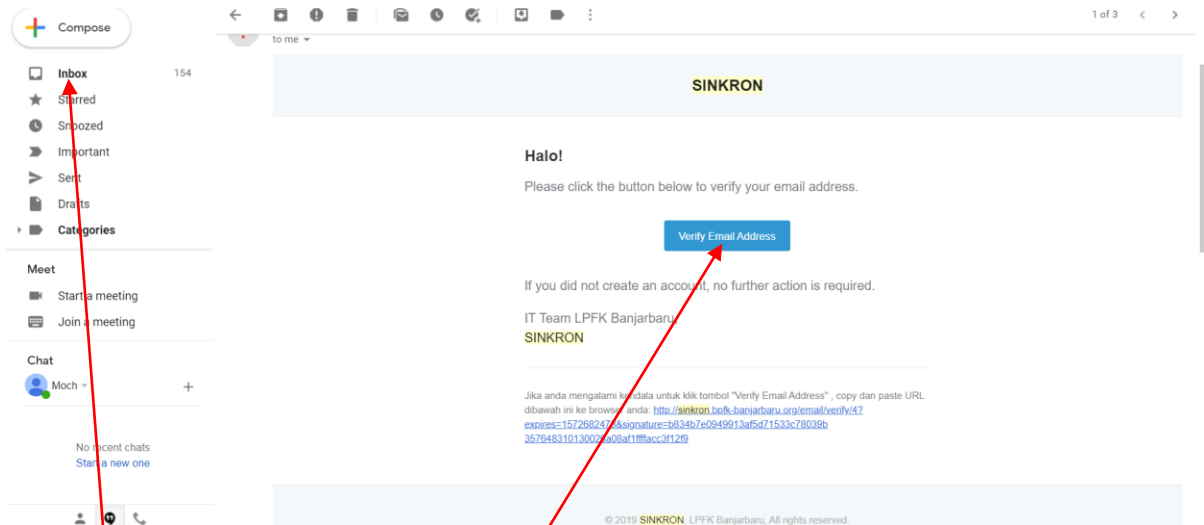 Compose
1 of 3
to me
Inbox 154
Starred
Snoozed
Important
Sent
Drafts
Categories
Meet
Start a meeting
Join a meeting
Chat
Moch
No recent chats
Start a new one
SINKRON
Halo!
Please click the button below to verify your email address.
Verify Email Address
If you did not create an account, no further action is required.
IT Team LPFK Banjarbaru,
SINKRON
Jika anda mengalami kendala untuk klik tombol "Verify Email Address" , copy dan paste URL
dibawah ini ke browser anda: http://sinkron.bpfk-banjarbaru.org/email/verify/4?
© 2019 SINKRON. LPFK Banjarbaru, All rights reserved.